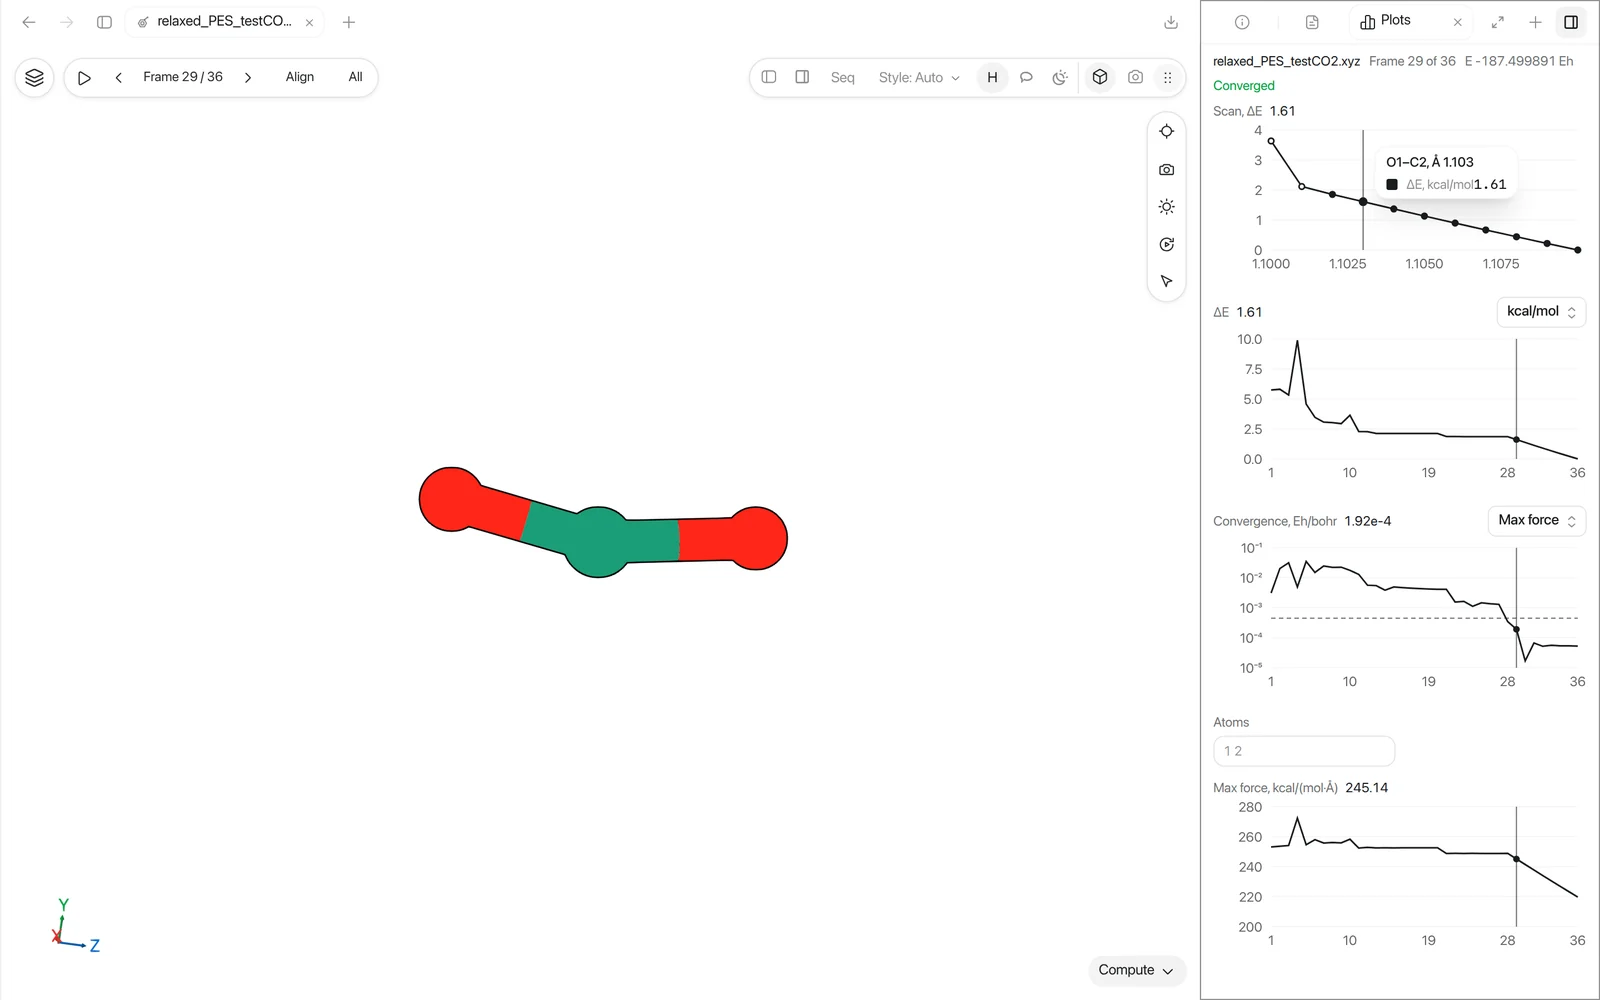 relaxed_PES_testCO...
Frame 29 / 36 Align All
Seq Style: Auto H
Plots
relaxed_PES_testCO2.xyz Frame 29 of 36 E -187.499891 Eh
Converged
Scan, ΔE 1.61
4
3
2
1
0
1.1000 1.1025 1.1050 1.1075
O1–C2, Å 1.103
ΔE, kcal/mol1.61
ΔE 1.61 kcal/mol
10.0
7.5
5.0
2.5
0.0
1 10 19 28 36
Convergence, Eh/bohr 1.92e-4 Max force
10⁻¹
10⁻²
10⁻³
10⁻⁴
10⁻⁵
1 10 19 28 36
Atoms
1 2
Max force, kcal/(mol·Å) 245.14
280
260
240
220
200
1 10 19 28 36
Y
X
Z
Compute